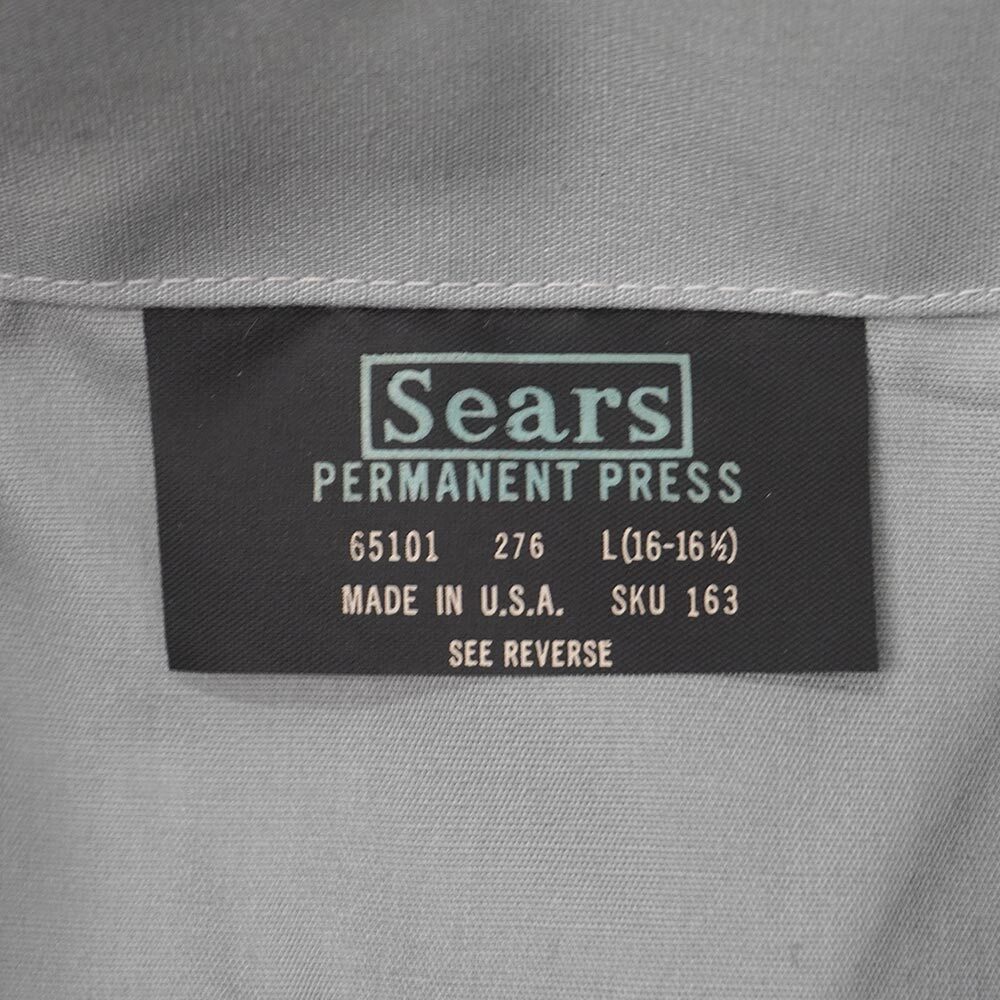 Sears
PERMANENT PRESS
65101 276 L(16-16½)
MADE IN U.S.A. SKU 163
SEE REVERSE